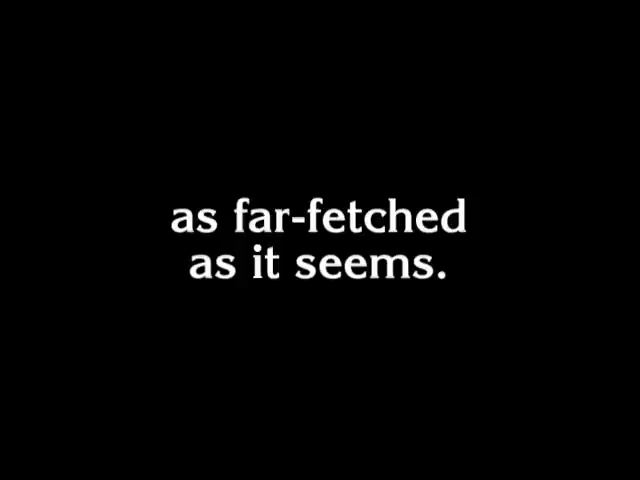 as far-fetched
as it seems.